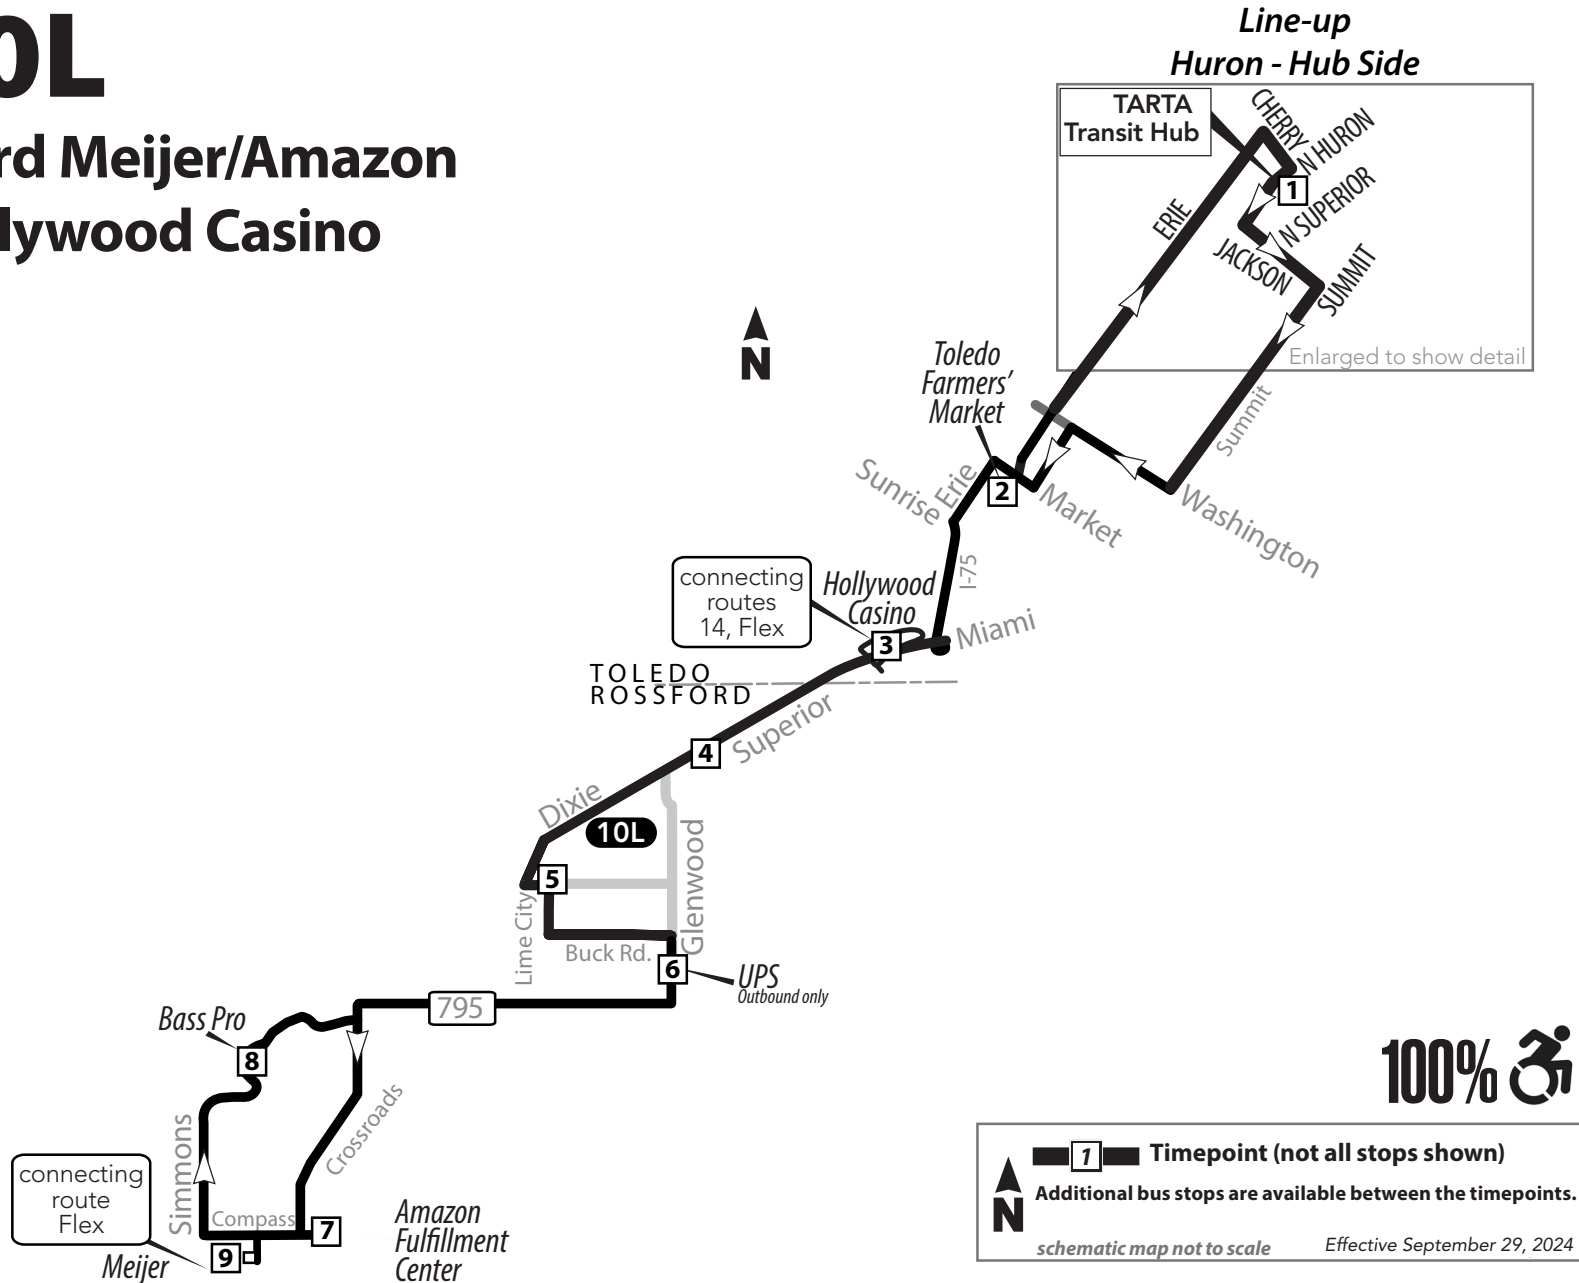 0L
rd Meijer/Amazon
lywood Casino
Line-up
Huron - Hub Side
TARTA
Transit Hub
CHERRY
N HURON
1
N SUPERIOR
ERIE
JACKSON
SUMMIT
Enlarged to show detail
N
Toledo
Farmers'
Market
Summit
Sunrise
Erie
2
Market
Washington
I-75
connecting
routes
14, Flex
Hollywood
Casino
3
Miami
TOLEDO
ROSSFORD
Superior
4
Dixie
10L
Glenwood
5
Lime City
Buck Rd.
6
UPS
Outbound only
795
Bass Pro
8
Crossroads
Simmons
connecting
route
Flex
Compass
7
9
Meijer
Amazon
Fulfillment
Center
100%
1 Timepoint (not all stops shown)
Additional bus stops are available between the timepoints.
N
schematic map not to scale
Effective September 29, 2024